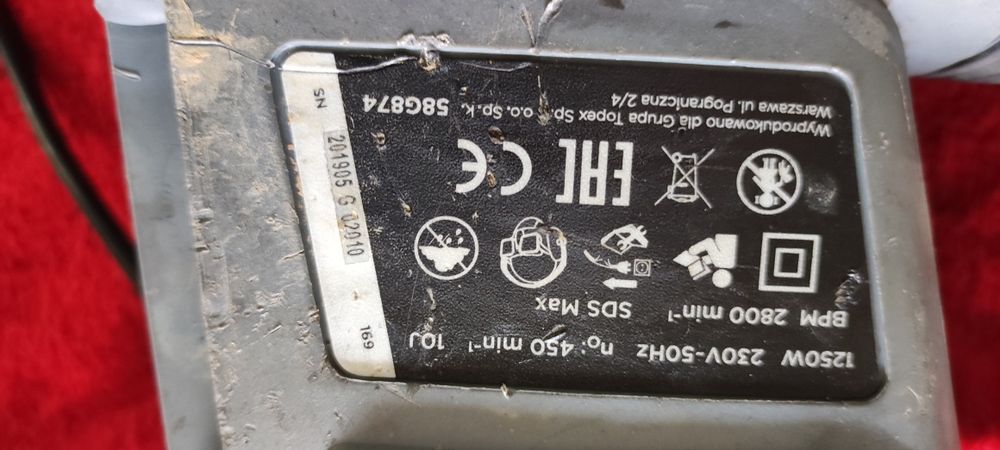 1250W 230V~50Hz n₀: 450 min⁻¹ 10J
BPM 2800 min⁻¹ SDS Max
EAC CE
Wyprodukowano dla Grupa Topex Sp. z o.o. Sp. k. 58G874
Warszawa ul. Pograniczna 2/4
SN 201905 G 02010 169